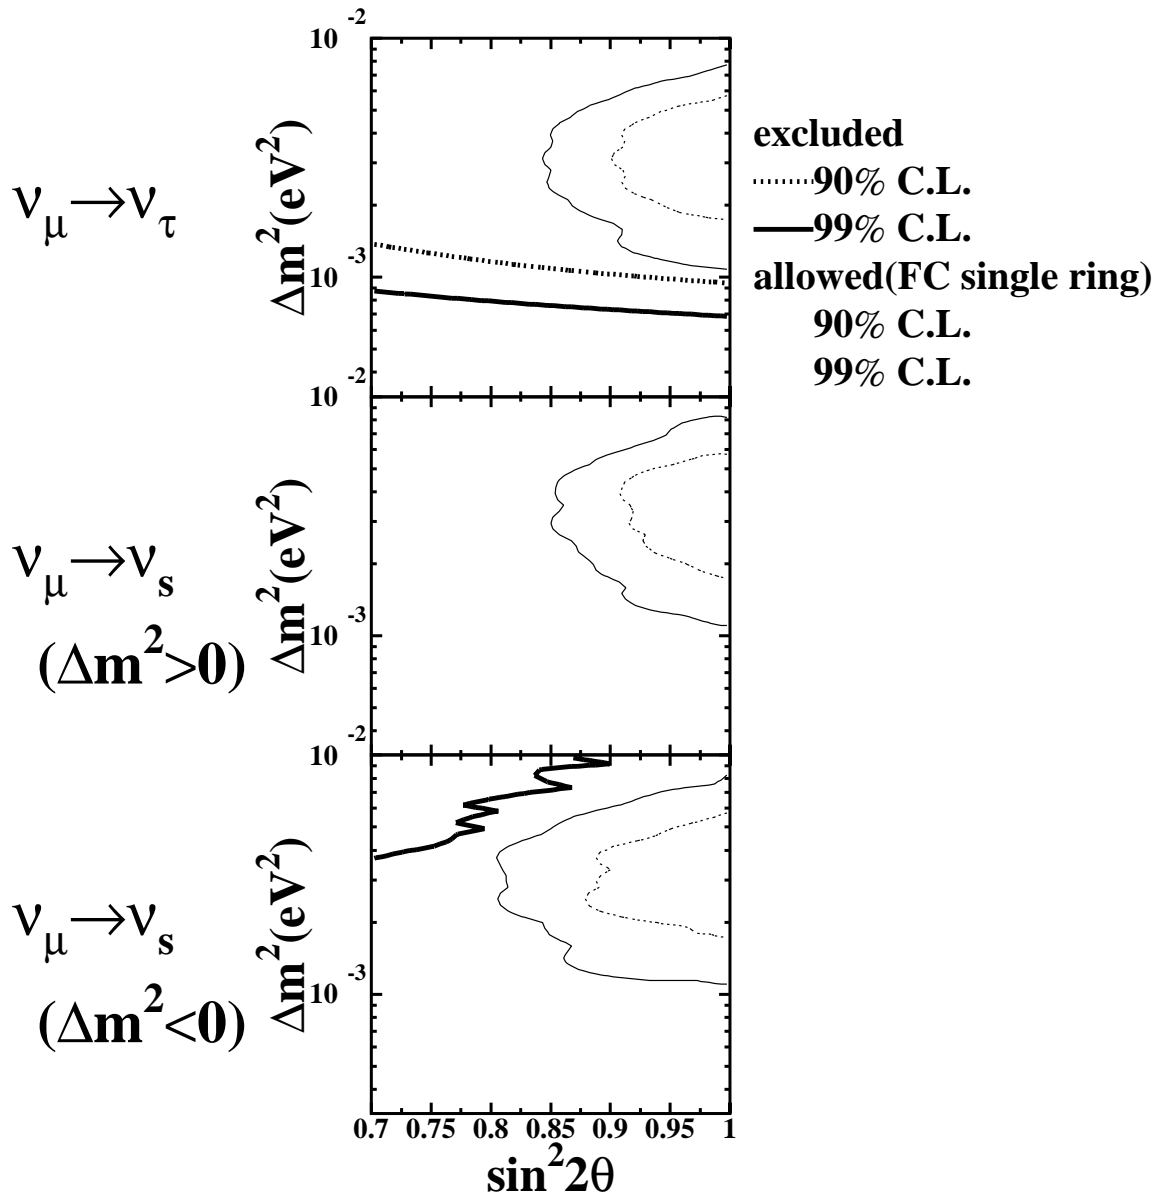 10 -2
Δm²(eV²)
10 -3
ν_μ→ν_τ
excluded
90% C.L.
99% C.L.
allowed(FC single ring)
90% C.L.
99% C.L.
10 -2
Δm²(eV²)
10 -3
ν_μ→ν_s
(Δm²>0)
10 -2
Δm²(eV²)
10 -3
ν_μ→ν_s
(Δm²<0)
0.7 0.75 0.8 0.85 0.9 0.95 1
sin²2θ